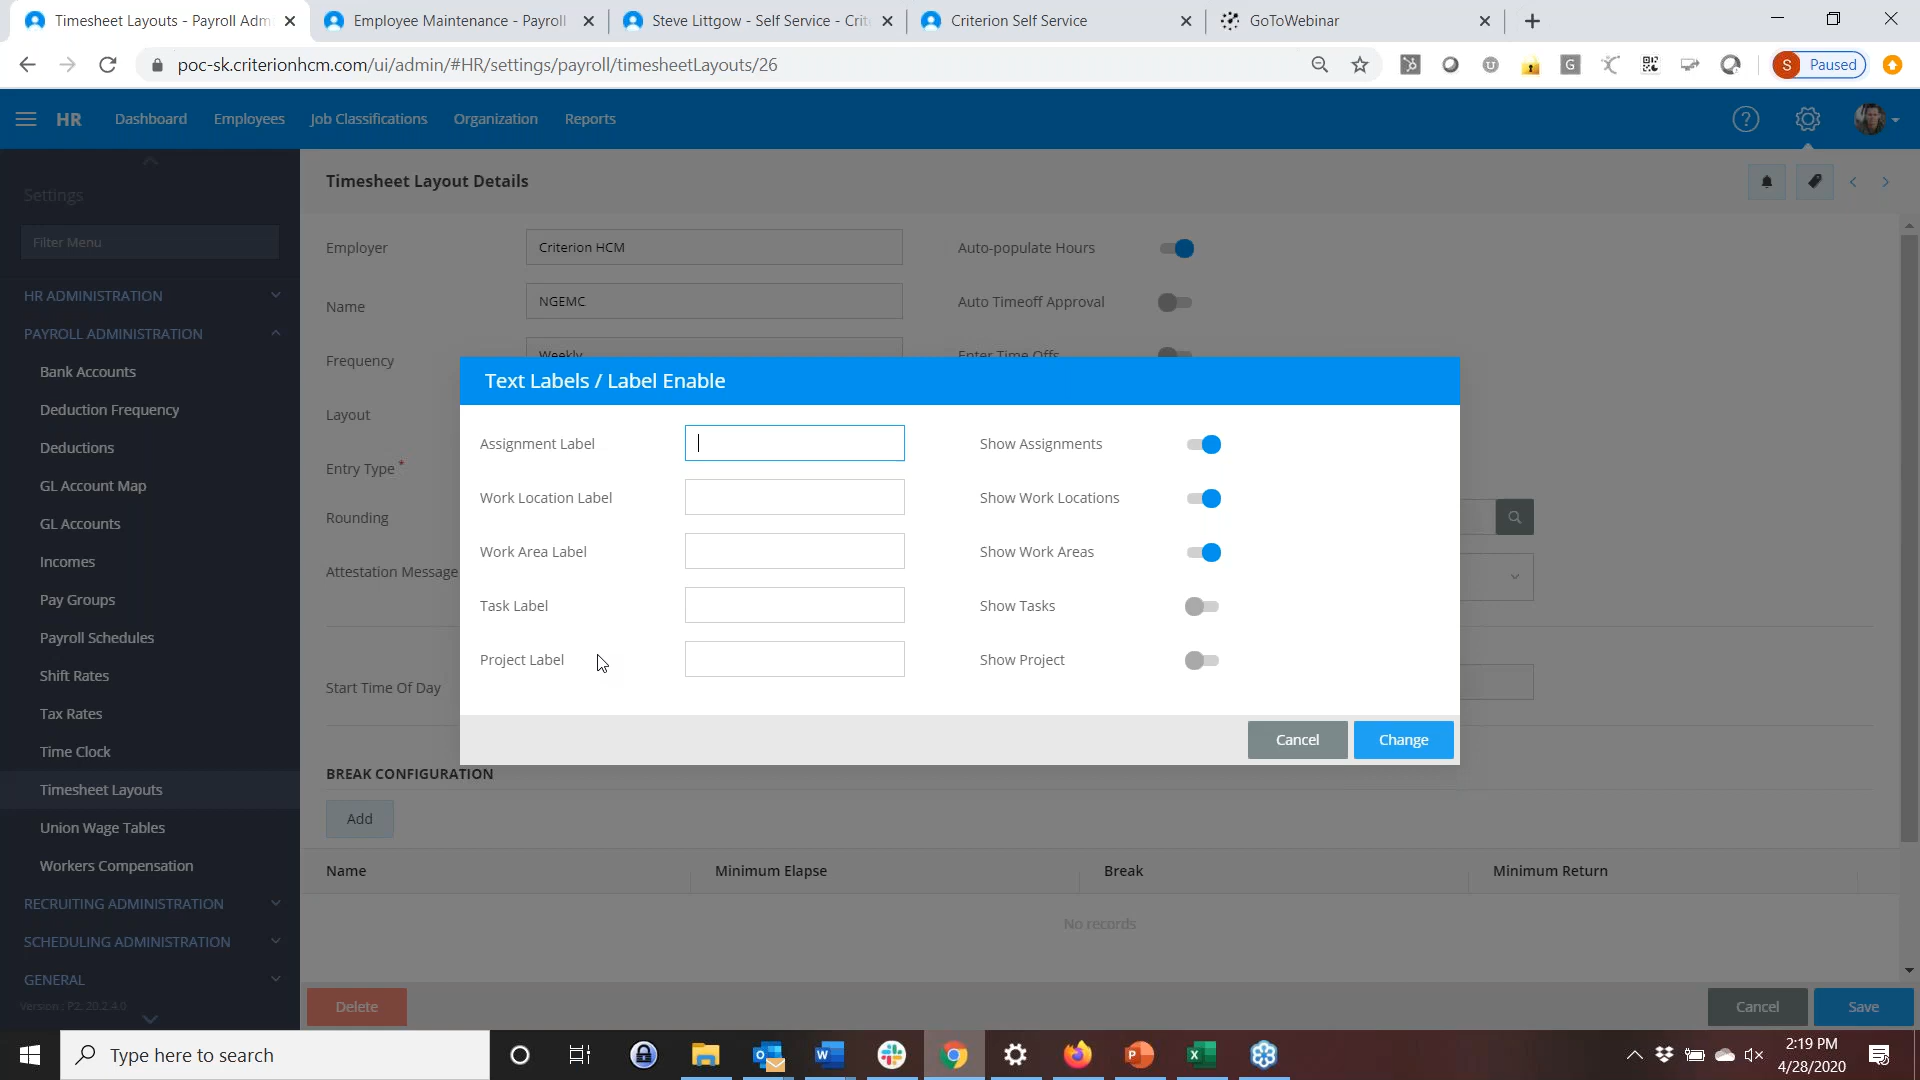 Timesheet Layouts - Payroll Adm
Employee Maintenance - Payroll
Steve Littgow - Self Service - Crite
Criterion Self Service
GoToWebinar
poc-sk.criterionhcm.com/ui/admin/#HR/settings/payroll/timesheetLayouts/26
S Paused
HR
Dashboard
Employees
Job Classifications
Organization
Reports
Settings
Filter Menu
HR ADMINISTRATION
PAYROLL ADMINISTRATION
Bank Accounts
Deduction Frequency
Deductions
GL Account Map
GL Accounts
Incomes
Pay Groups
Payroll Schedules
Shift Rates
Tax Rates
Time Clock
Timesheet Layouts
Union Wage Tables
Workers Compensation
RECRUITING ADMINISTRATION
SCHEDULING ADMINISTRATION
GENERAL
Version: P2, 20.2.4.0
Timesheet Layout Details
Employer
Criterion HCM
Auto-populate Hours
Name
NGEMC
Auto Timeoff Approval
Frequency
Weekly
Enter Time Offs
Layout
Entry Type *
Rounding
Attestation Message
Start Time Of Day
Text Labels / Label Enable
Assignment Label
Show Assignments
Work Location Label
Show Work Locations
Work Area Label
Show Work Areas
Task Label
Show Tasks
Project Label
Show Project
Cancel
Change
BREAK CONFIGURATION
Add
Name
Minimum Elapse
Break
Minimum Return
No records
Delete
Cancel
Save
Type here to search
2:19 PM
4/28/2020